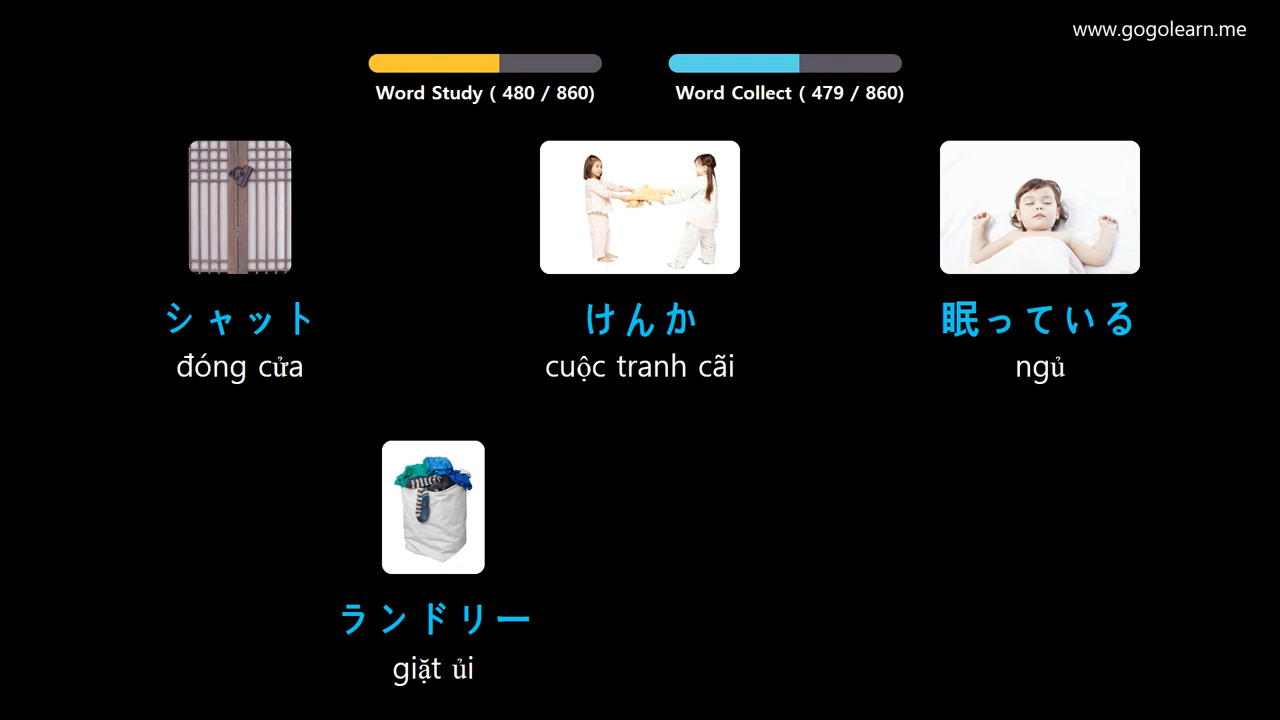 www.gogolearn.me
Word Study ( 480 / 860)
Word Collect ( 479 / 860)
シャット
けんか
眠っている
đóng cửa
cuộc tranh cãi
ngủ
ランドリー
giặt ủi